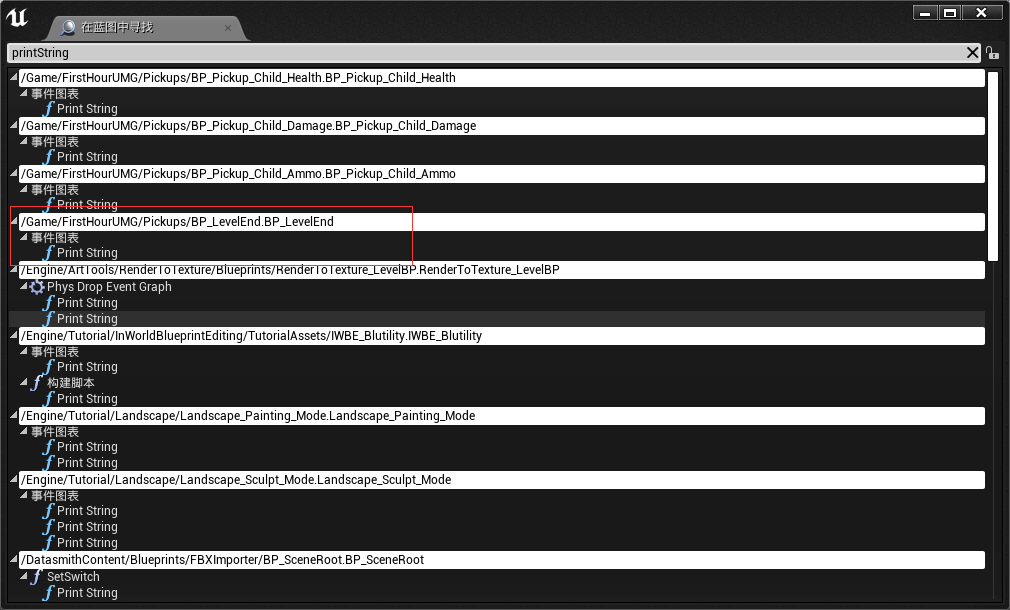 在蓝图中寻找
printString
/Game/FirstHourUMG/Pickups/BP_Pickup_Child_Health.BP_Pickup_Child_Health
事件图表
Print String
/Game/FirstHourUMG/Pickups/BP_Pickup_Child_Damage.BP_Pickup_Child_Damage
事件图表
Print String
/Game/FirstHourUMG/Pickups/BP_Pickup_Child_Ammo.BP_Pickup_Child_Ammo
事件图表
Print String
/Game/FirstHourUMG/Pickups/BP_LevelEnd.BP_LevelEnd
事件图表
Print String
/Engine/ArtTools/RenderToTexture/Blueprints/RenderToTexture_LevelBP.RenderToTexture_LevelBP
Phys Drop Event Graph
Print String
Print String
/Engine/Tutorial/InWorldBlueprintEditing/TutorialAssets/IWBE_Blutility.IWBE_Blutility
事件图表
Print String
构建脚本
Print String
/Engine/Tutorial/Landscape/Landscape_Painting_Mode.Landscape_Painting_Mode
事件图表
Print String
Print String
/Engine/Tutorial/Landscape/Landscape_Sculpt_Mode.Landscape_Sculpt_Mode
事件图表
Print String
Print String
Print String
/DatasmithContent/Blueprints/FBXImporter/BP_SceneRoot.BP_SceneRoot
SetSwitch
Print String